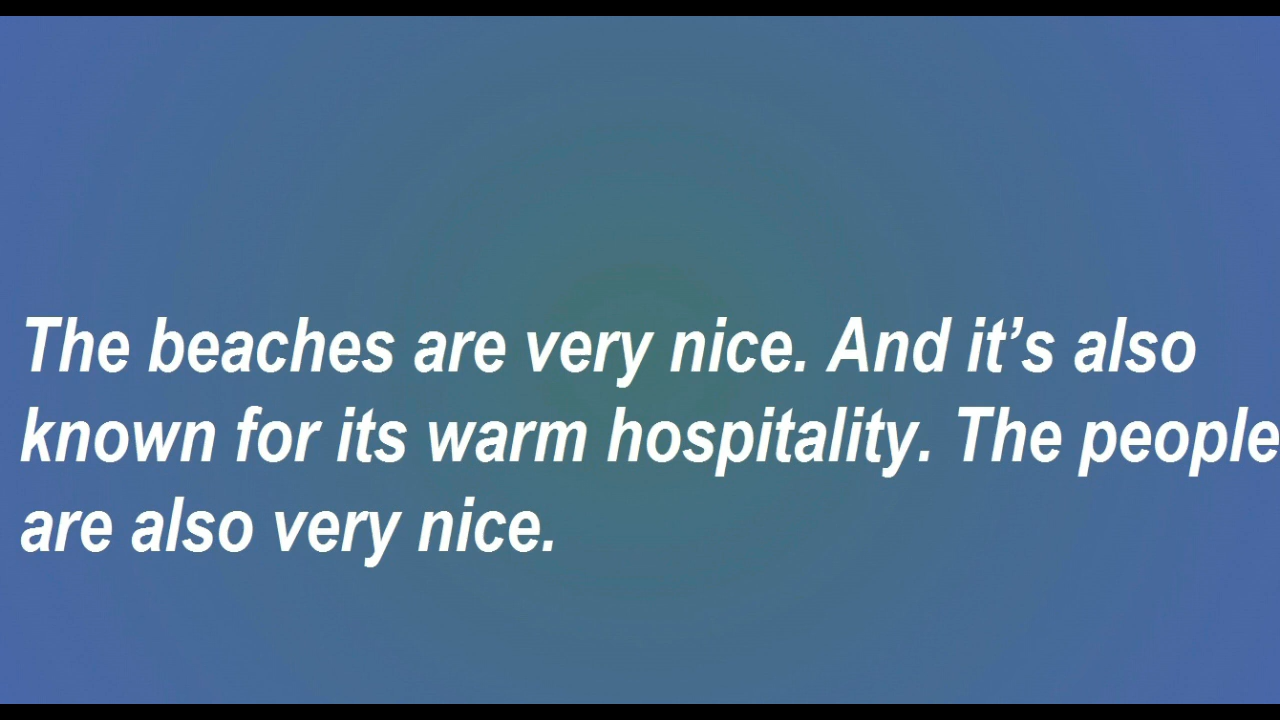 The beaches are very nice. And it’s also
known for its warm hospitality. The people
are also very nice.